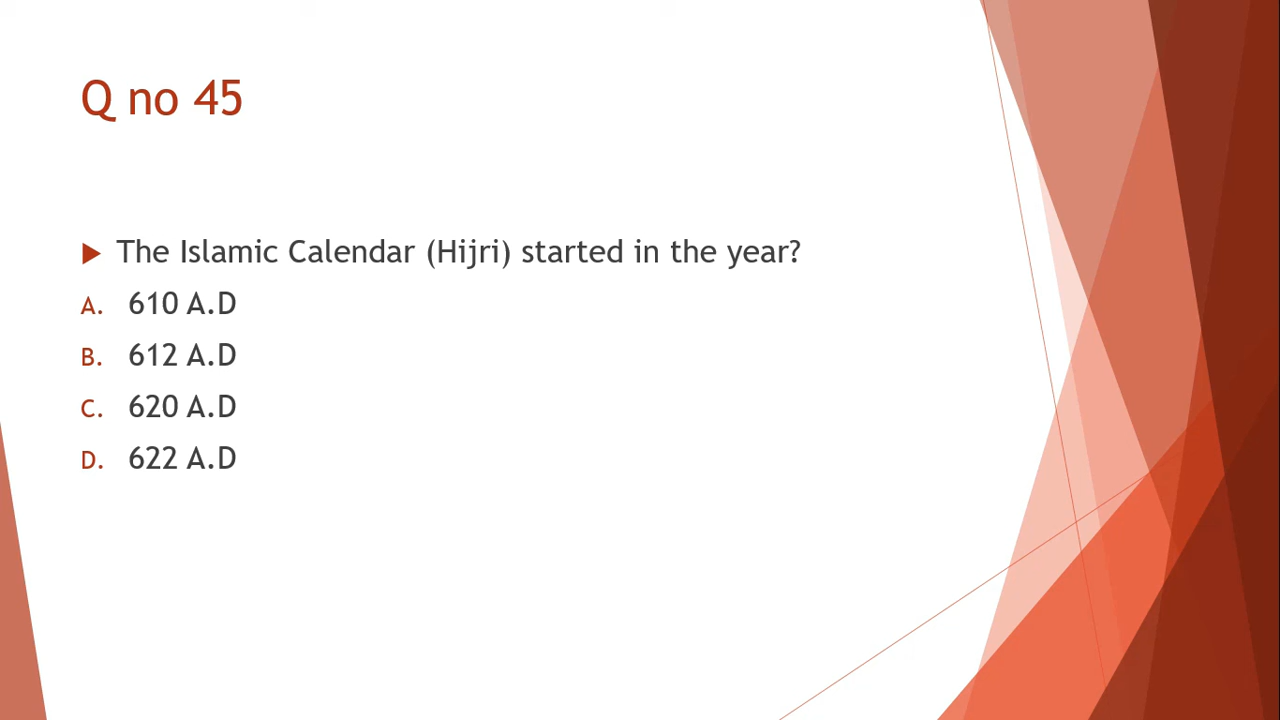 Q no 45
The Islamic Calendar (Hijri) started in the year?
A. 610 A.D
B. 612 A.D
C. 620 A.D
D. 622 A.D